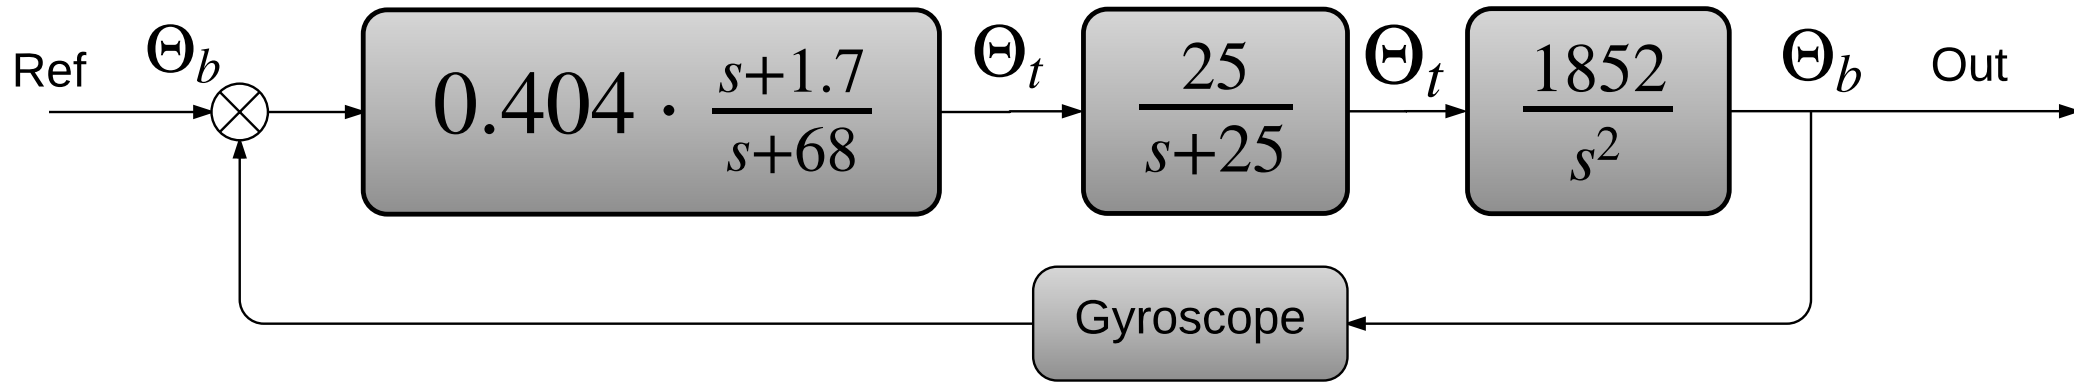 Ref
Θb
0.404 · s+1.7
s+68
Θt
25
s+25
Θt
1852
s²
Θb
Out
Gyroscope